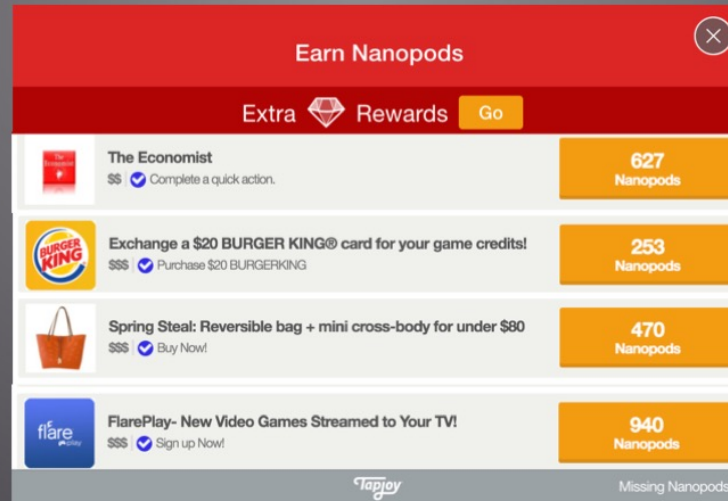 Earn Nanopods
Extra Rewards Go
The Economist
The Economist
$$ Complete a quick action.
627
Nanopods
BURGER KING
Exchange a $20 BURGER KING® card for your game credits!
$$$ Purchase $20 BURGERKING
253
Nanopods
Spring Steal: Reversible bag + mini cross-body for under $80
$$$ Buy Now!
470
Nanopods
flare play
FlarePlay- New Video Games Streamed to Your TV!
$$$ Sign up Now!
940
Nanopods
Tapjoy
Missing Nanopods